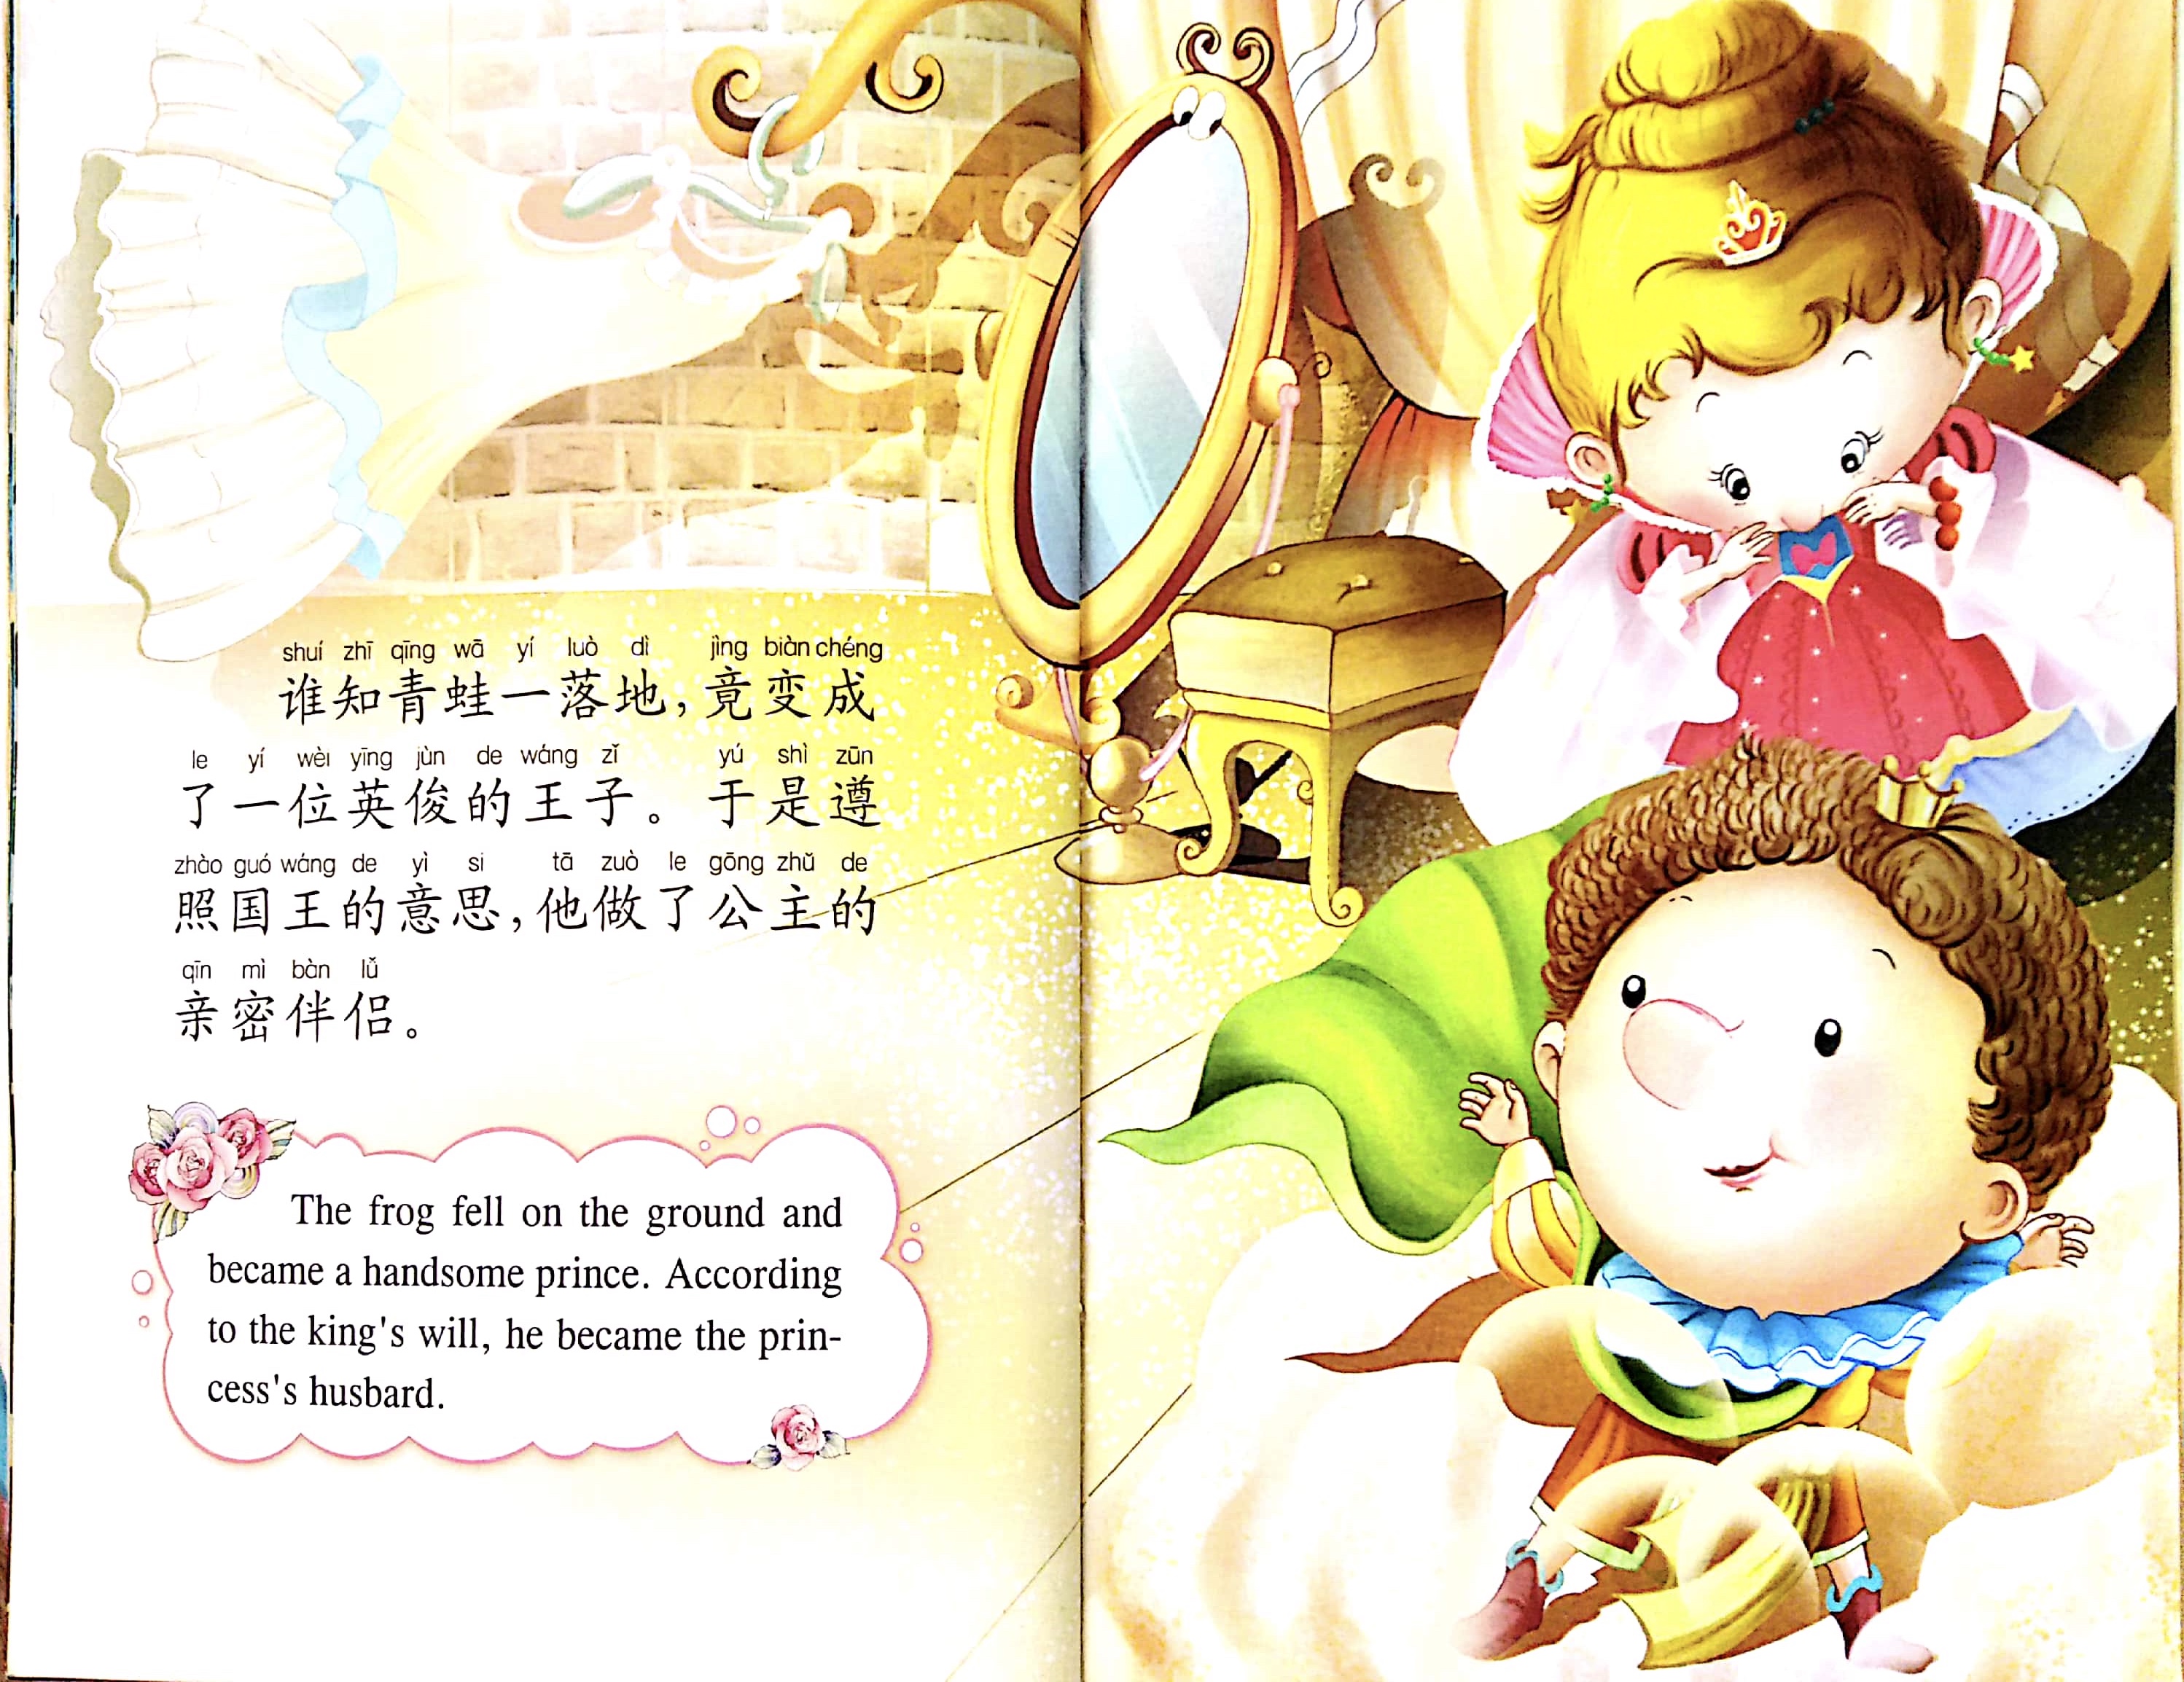 shuí zhī qīng wā yí luò dì jìng biàn chéng
谁知青蛙一落地，竟变成
le yí wèi yīng jùn de wáng zǐ yú shì zūn
了一位英俊的王子。于是遵
zhào guó wáng de yì si tā zuò le gōng zhǔ de
照国王的意思，他做了公主的
qīn mì bàn lǚ
亲密伴侣。
The frog fell on the ground and
became a handsome prince. According
to the king's will, he became the prin-
cess's husbard.